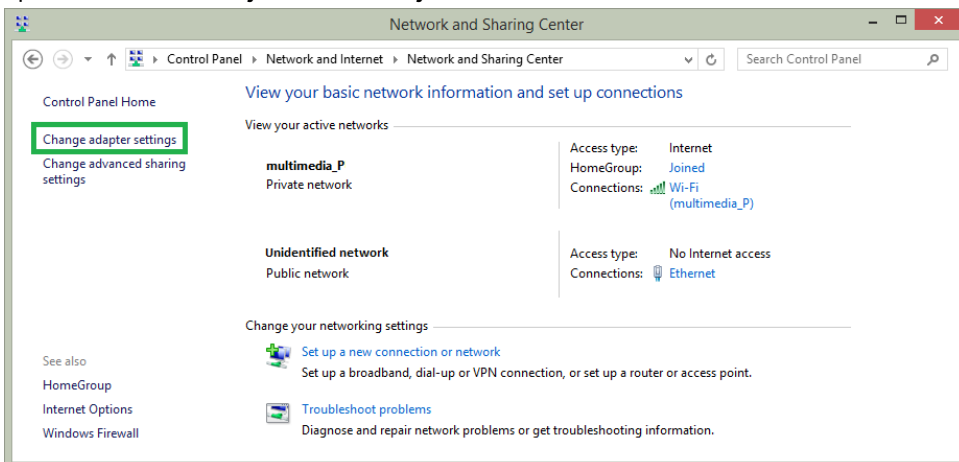 Network and Sharing Center
Control Panel Network and Internet Network and Sharing Center
Search Control Panel
Control Panel Home
Change adapter settings
Change advanced sharing
settings
See also
HomeGroup
Internet Options
Windows Firewall
View your basic network information and set up connections
View your active networks
multimedia_P
Private network
Access type: Internet
HomeGroup: Joined
Connections: Wi-Fi
(multimedia_P)
Unidentified network
Public network
Access type: No Internet access
Connections: Ethernet
Change your networking settings
Set up a new connection or network
Set up a broadband, dial-up or VPN connection, or set up a router or access point.
Troubleshoot problems
Diagnose and repair network problems or get troubleshooting information.